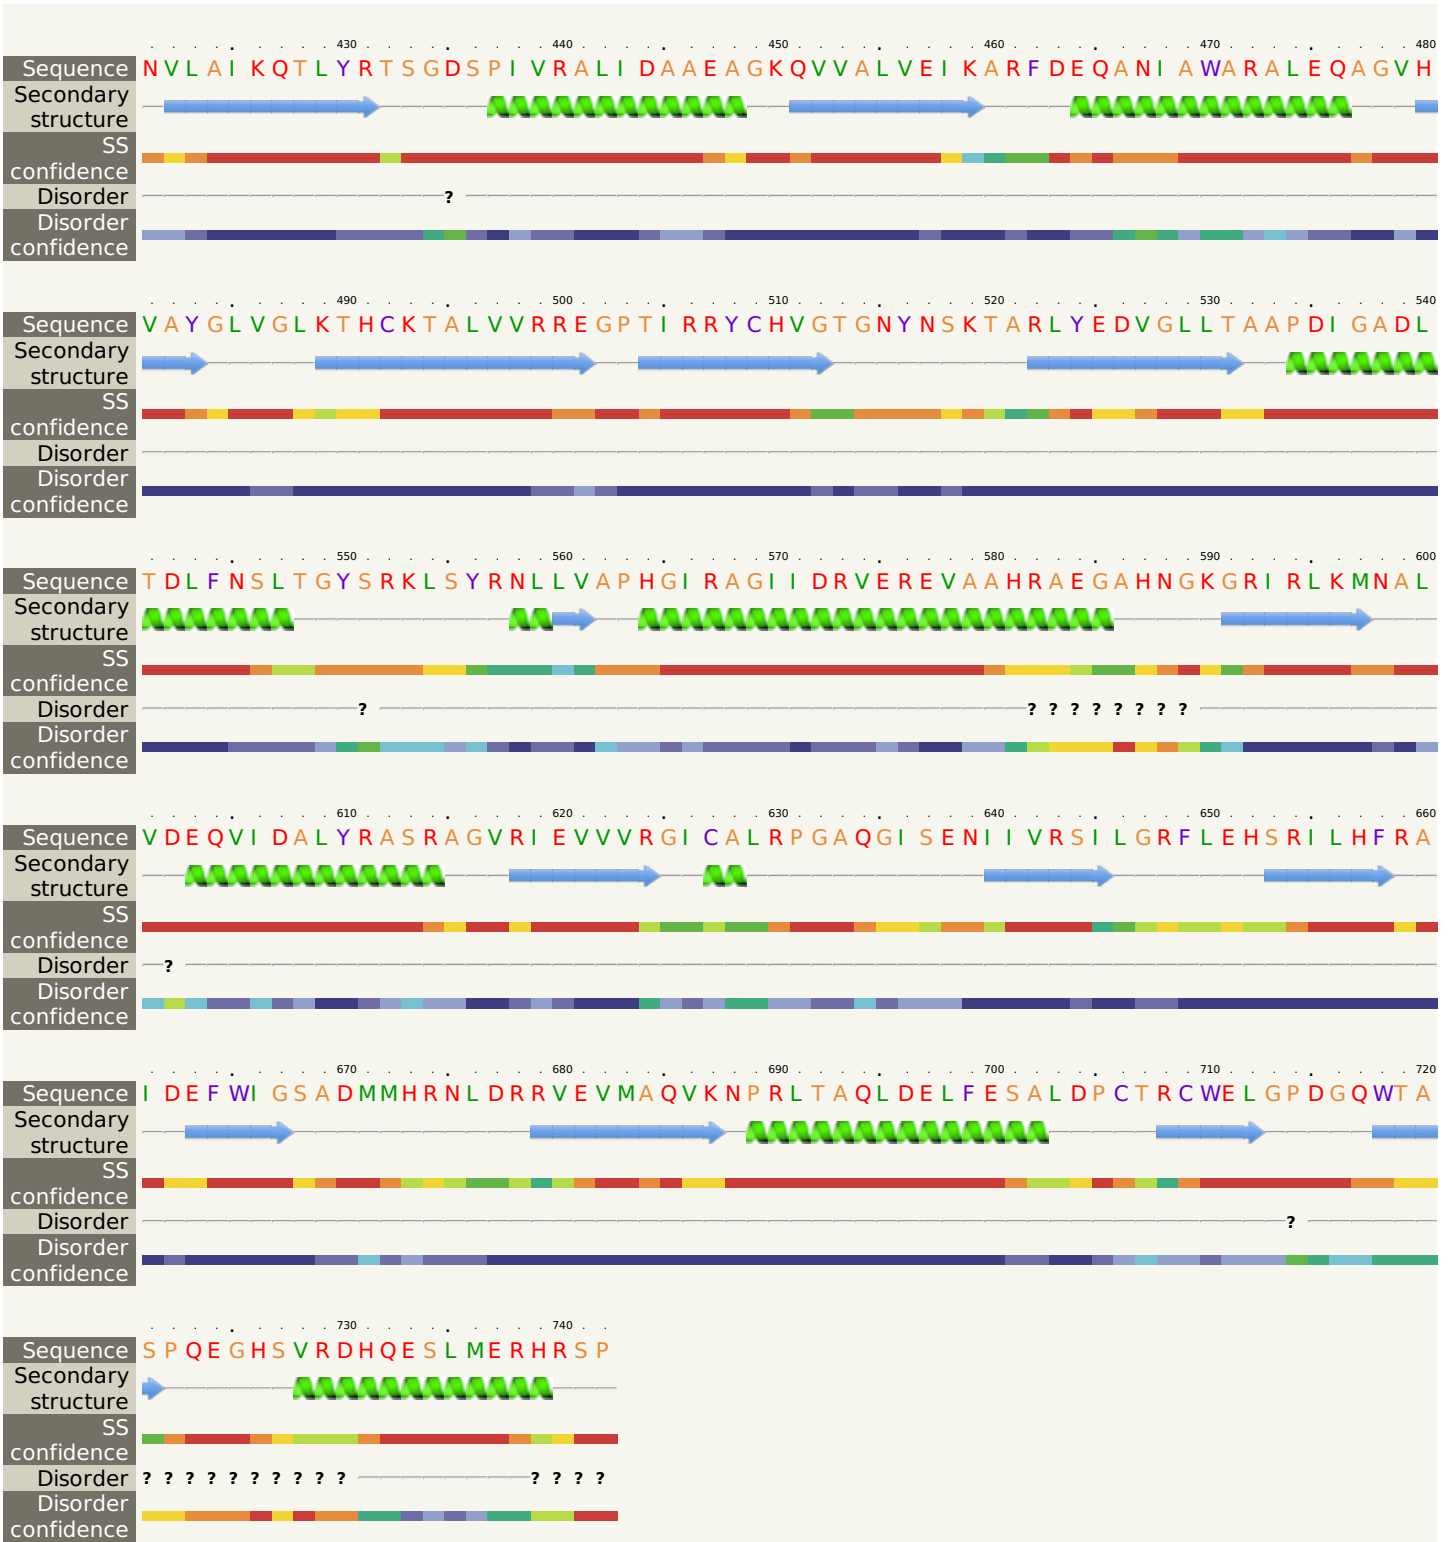 430 440 450 460 470 480
Sequence NVLAIKQTLYRTSGDSPIVRALIDAAEAGKQVVALVEIKARFDEQANIAWARALEQAGVH
Secondary
structure
SS
confidence
Disorder ?
Disorder
confidence
490 500 510 520 530 540
Sequence VAYGLVGLKTHCKTALVVRREGPTIRRYCHVGTGNYNSKTARLYEDVGLLTAAPDIGADL
Secondary
structure
SS
confidence
Disorder
Disorder
confidence
550 560 570 580 590 600
Sequence TDLFNSLTGYSRKLSYRNLLVAPHGIRAGIIDRVEREVAAHRAEGAHNGKGRIRLKMNAL
Secondary
structure
SS
confidence
Disorder ? ? ? ? ? ? ? ? ?
Disorder
confidence
610 620 630 640 650 660
Sequence VDEQVIDALYRASRAGVRIEVVVRGICALRPGAQGISENIIVRSILGRFLEHSRILHFRA
Secondary
structure
SS
confidence
Disorder ?
Disorder
confidence
670 680 690 700 710 720
Sequence IDEFWIGSADMMHRNLDRRVEVMAQVKNPRLTAQLDELFESALDPCTRCWELGPDGQWTA
Secondary
structure
SS
confidence
Disorder ?
Disorder
confidence
730 740
Sequence SPQEGHSVRDHQESLMERHRSP
Secondary
structure
SS
confidence
Disorder ? ? ? ? ? ? ? ? ? ? ? ? ? ?
Disorder
confidence